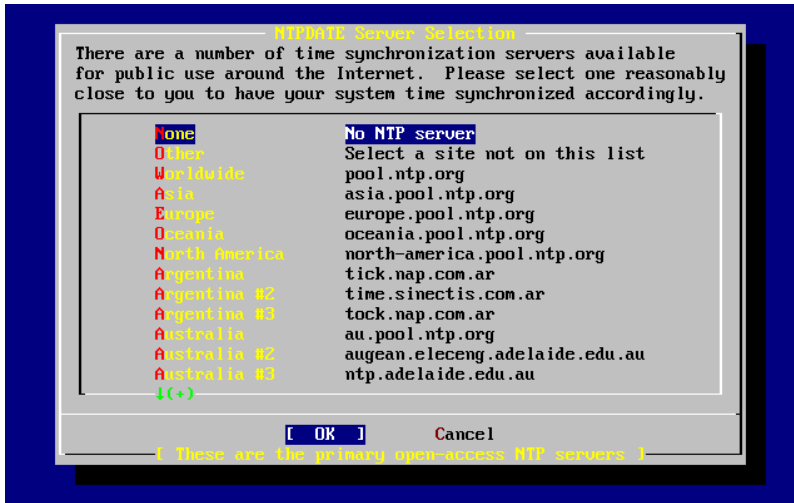 NTPDATE Server Selection
There are a number of time synchronization servers available
for public use around the Internet.  Please select one reasonably
close to you to have your system time synchronized accordingly.
None No NTP server
Other Select a site not on this list
Worldwide pool.ntp.org
Asia asia.pool.ntp.org
Europe europe.pool.ntp.org
Oceania oceania.pool.ntp.org
North America north-america.pool.ntp.org
Argentina tick.nap.com.ar
Argentina #2 time.sinectis.com.ar
Argentina #3 tock.nap.com.ar
Australia au.pool.ntp.org
Australia #2 augean.eleceng.adelaide.edu.au
Australia #3 ntp.adelaide.edu.au
↓(+)
[ OK ] Cancel
[ These are the primary open-access NTP servers ]